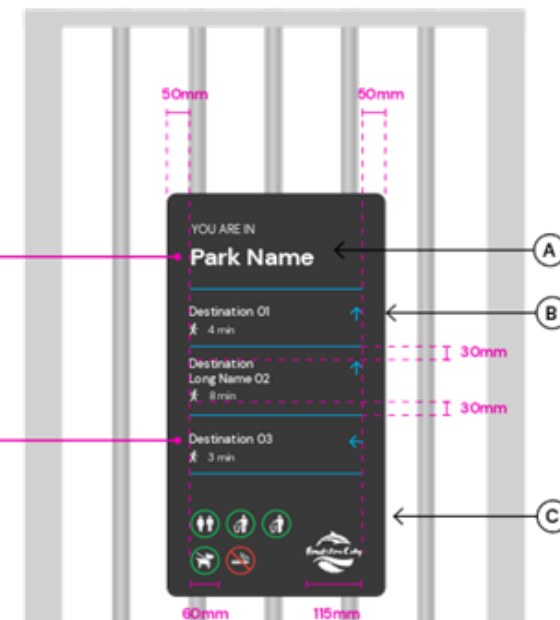 50mm 50mm
YOU ARE IN
Park Name
A
Destination 01
4 min
B
Destination
Long Name 02
8 min
30mm
30mm
Destination 03
3 min
C
60mm 115mm